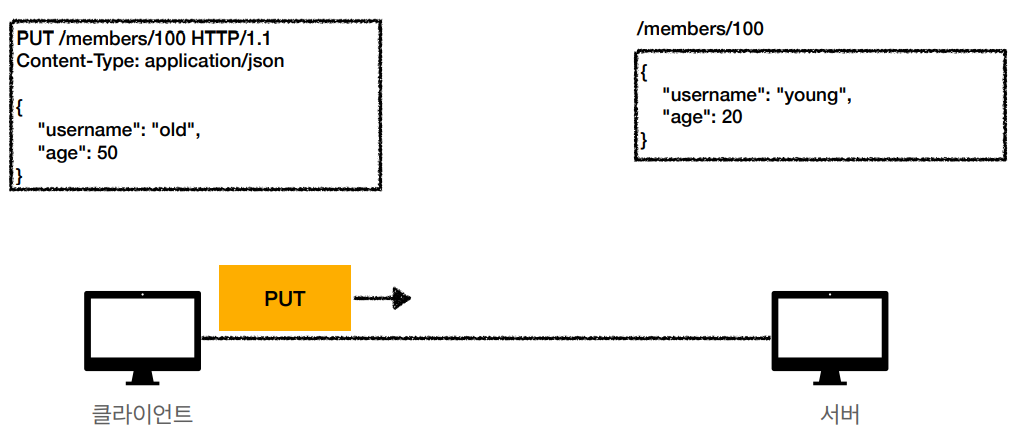 PUT /members/100 HTTP/1.1
Content-Type: application/json
{
"username": "old",
"age": 50
}
/members/100
{
"username": "young",
"age": 20
}
PUT
클라이언트
서버